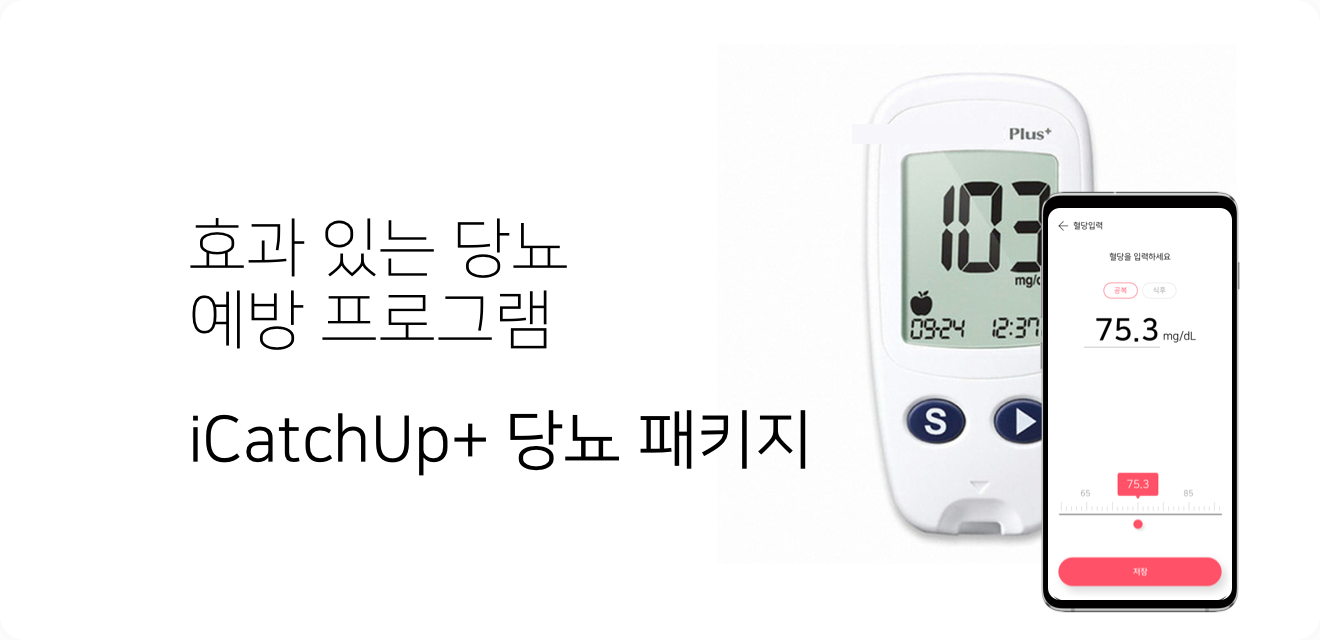 효과 있는 당뇨
예방 프로그램
iCatchUp+ 당뇨 패키지
Plus+
103
mg/
09-24 12:37
S
혈당입력
혈당을 입력하세요
공복 식후
75.3 mg/dL
75.3
65 85
저장